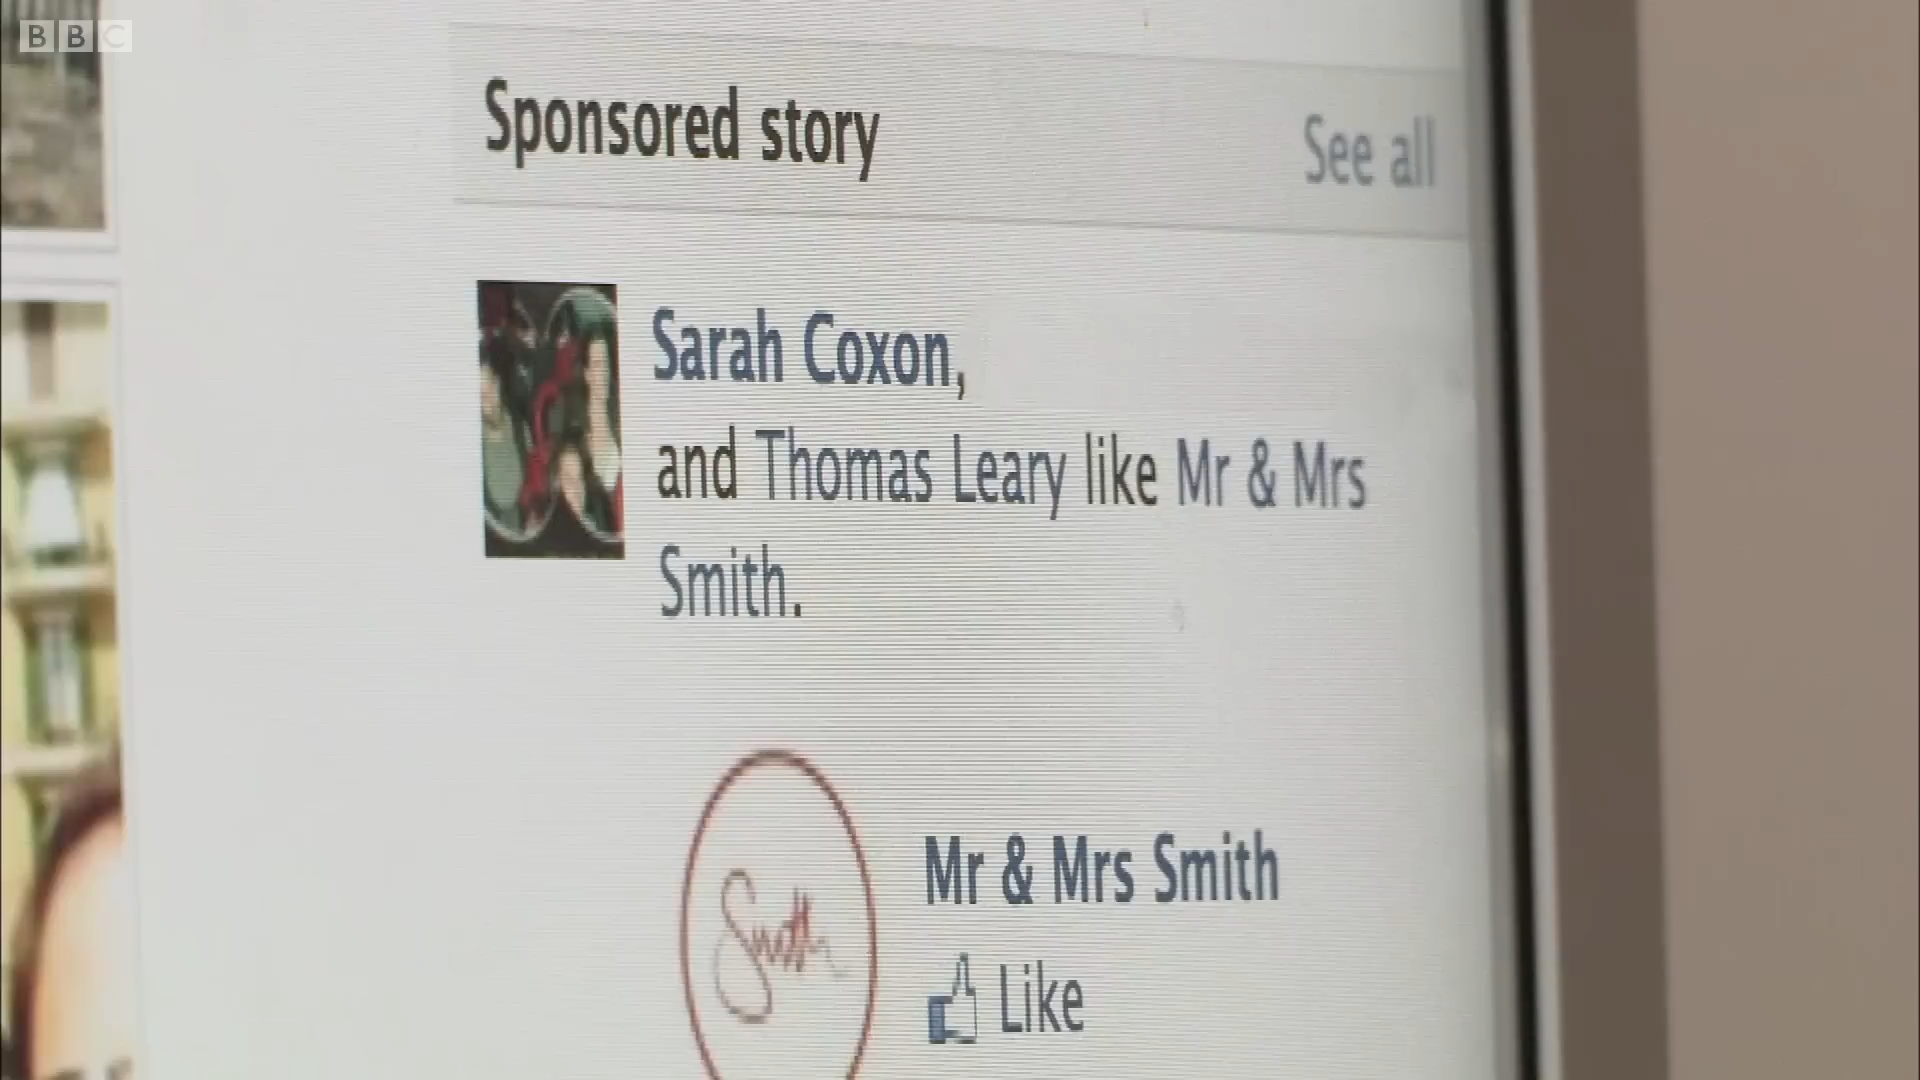 BBC
Sponsored story
See all
Sarah Coxon,
and Thomas Leary like Mr & Mrs
Smith.
Smith
Mr & Mrs Smith
Like